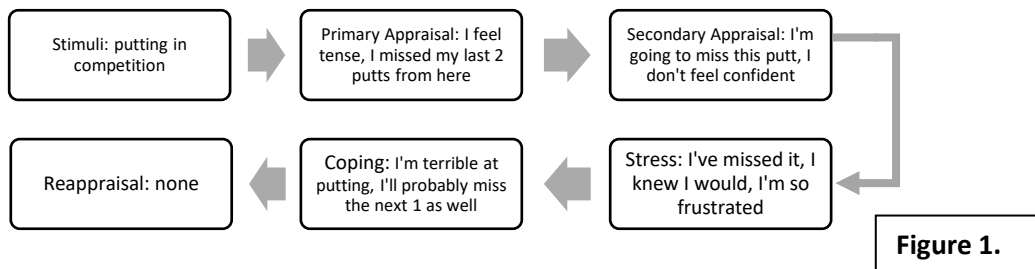 Stimuli: putting in
competition
Primary Appraisal: I feel
tense, I missed my last 2
putts from here
Secondary Appraisal: I'm
going to miss this putt, I
don't feel confident
Stress: I've missed it, I
knew I would, I'm so
frustrated
Coping: I'm terrible at
putting, I'll probably miss
the next 1 as well
Reappraisal: none
Figure 1.